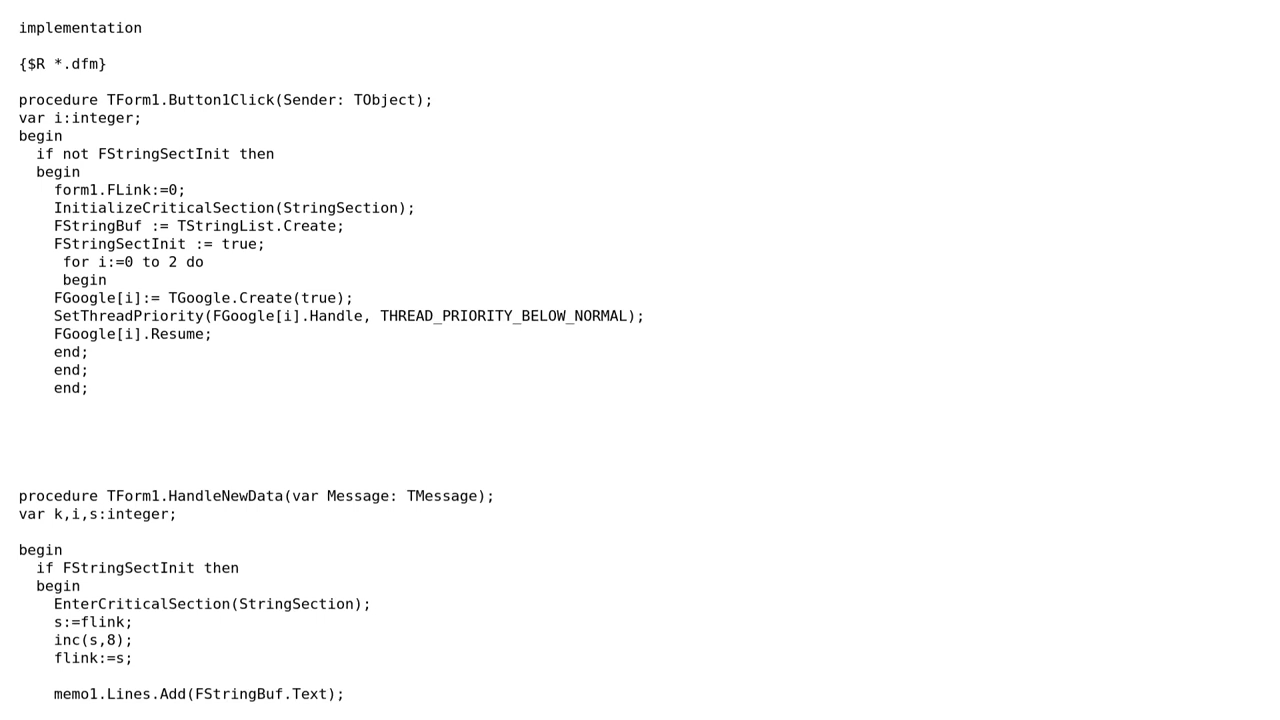 implementation
{$R *.dfm}
procedure TForm1.Button1Click(Sender: TObject);
var i:integer;
begin
  if not FStringSectInit then
  begin
    form1.FLink:=0;
    InitializeCriticalSection(StringSection);
    FStringBuf := TStringList.Create;
    FStringSectInit := true;
     for i:=0 to 2 do
     begin
    FGoogle[i]:= TGoogle.Create(true);
    SetThreadPriority(FGoogle[i].Handle, THREAD_PRIORITY_BELOW_NORMAL);
    FGoogle[i].Resume;
    end;
    end;
    end;
procedure TForm1.HandleNewData(var Message: TMessage);
var k,i,s:integer;
begin
  if FStringSectInit then
  begin
    EnterCriticalSection(StringSection);
    s:=flink;
    inc(s,8);
    flink:=s;
    memo1.Lines.Add(FStringBuf.Text);